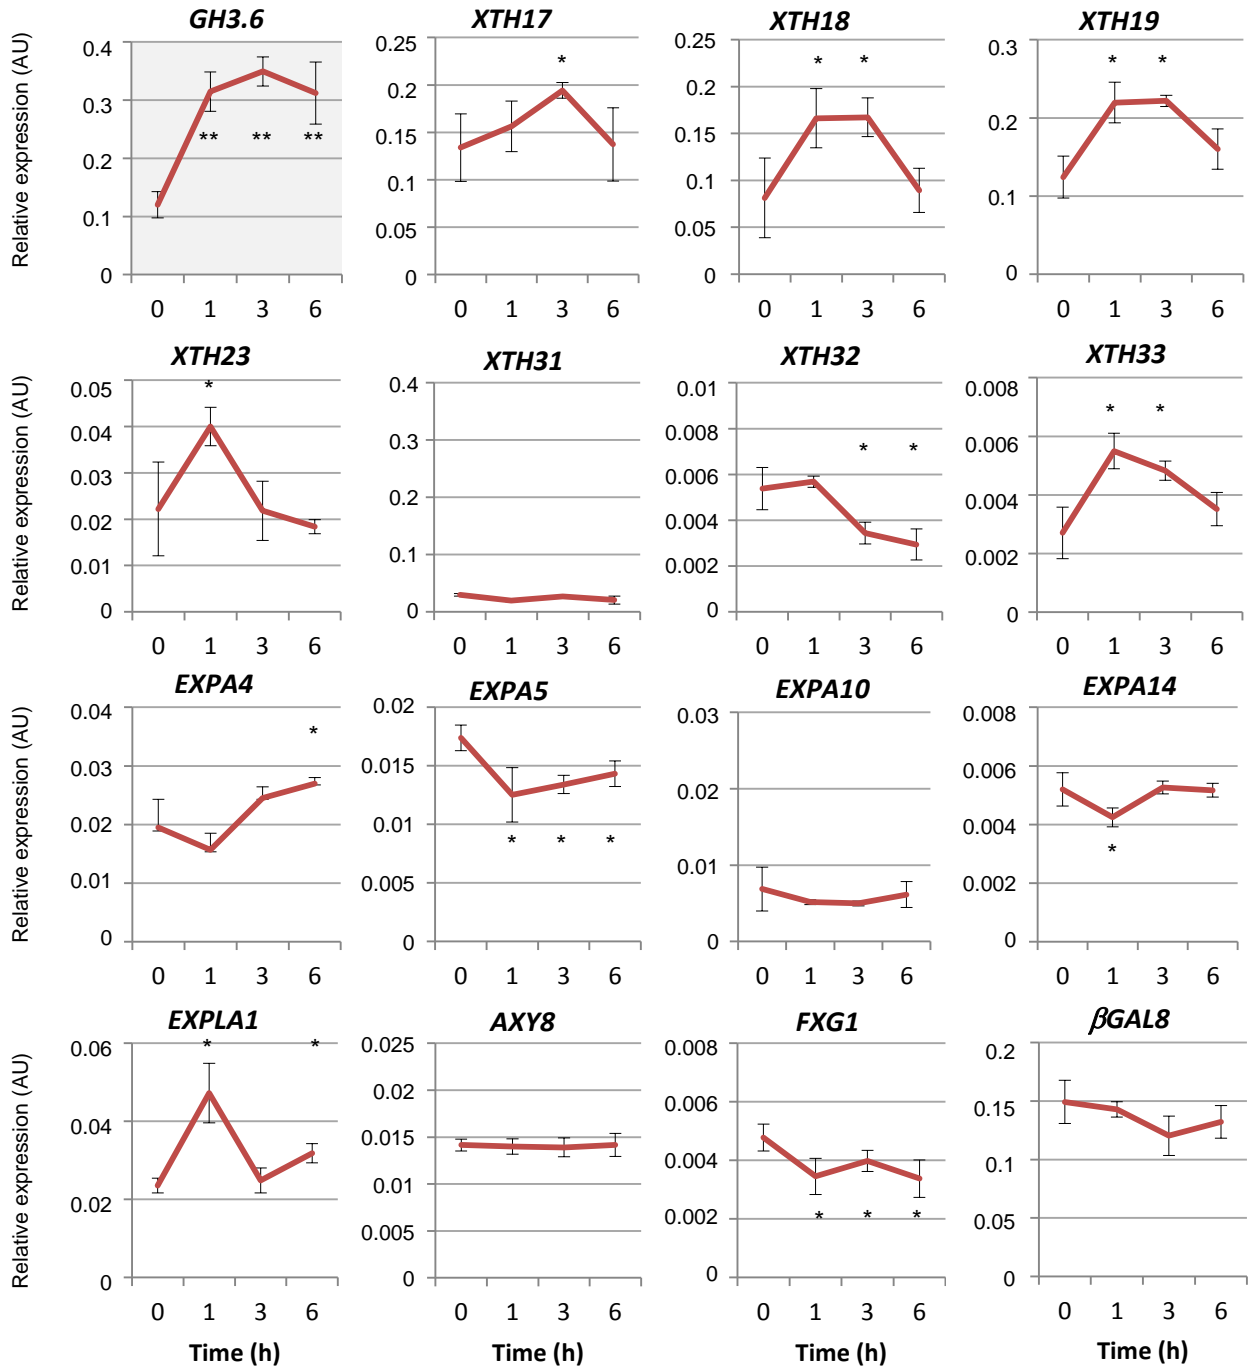 GH3.6 XTH17 XTH18 XTH19
Relative expression (AU)
0.4
0.3
0.2
0.1
0
** ** **
0 1 3 6
0.25
0.2
0.15
0.1
0.05
0
*
0 1 3 6
0.25
0.2
0.15
0.1
0.05
0
* *
0 1 3 6
0.3
0.2
0.1
0
* *
0 1 3 6
XTH23 XTH31 XTH32 XTH33
Relative expression (AU)
0.05
0.04
0.03
0.02
0.01
0
*
0 1 3 6
0.4
0.3
0.2
0.1
0
0 1 3 6
0.01
0.008
0.006
0.004
0.002
0
* *
0 1 3 6
0.008
0.006
0.004
0.002
0
* *
0 1 3 6
EXPA4 EXPA5 EXPA10 EXPA14
Relative expression (AU)
0.04
0.03
0.02
0.01
0
*
0 1 3 6
0.02
0.015
0.01
0.005
0
* * *
0 1 3 6
0.03
0.02
0.01
0
0 1 3 6
0.008
0.006
0.004
0.002
0
*
0 1 3 6
EXPLA1 AXY8 FXG1 βGAL8
Relative expression (AU)
0.06
0.04
0.02
0
* *
0 1 3 6
Time (h)
0.025
0.02
0.015
0.01
0.005
0
0 1 3 6
Time (h)
0.008
0.006
0.004
0.002
0
* * *
0 1 3 6
Time (h)
0.2
0.15
0.1
0.05
0
0 1 3 6
Time (h)